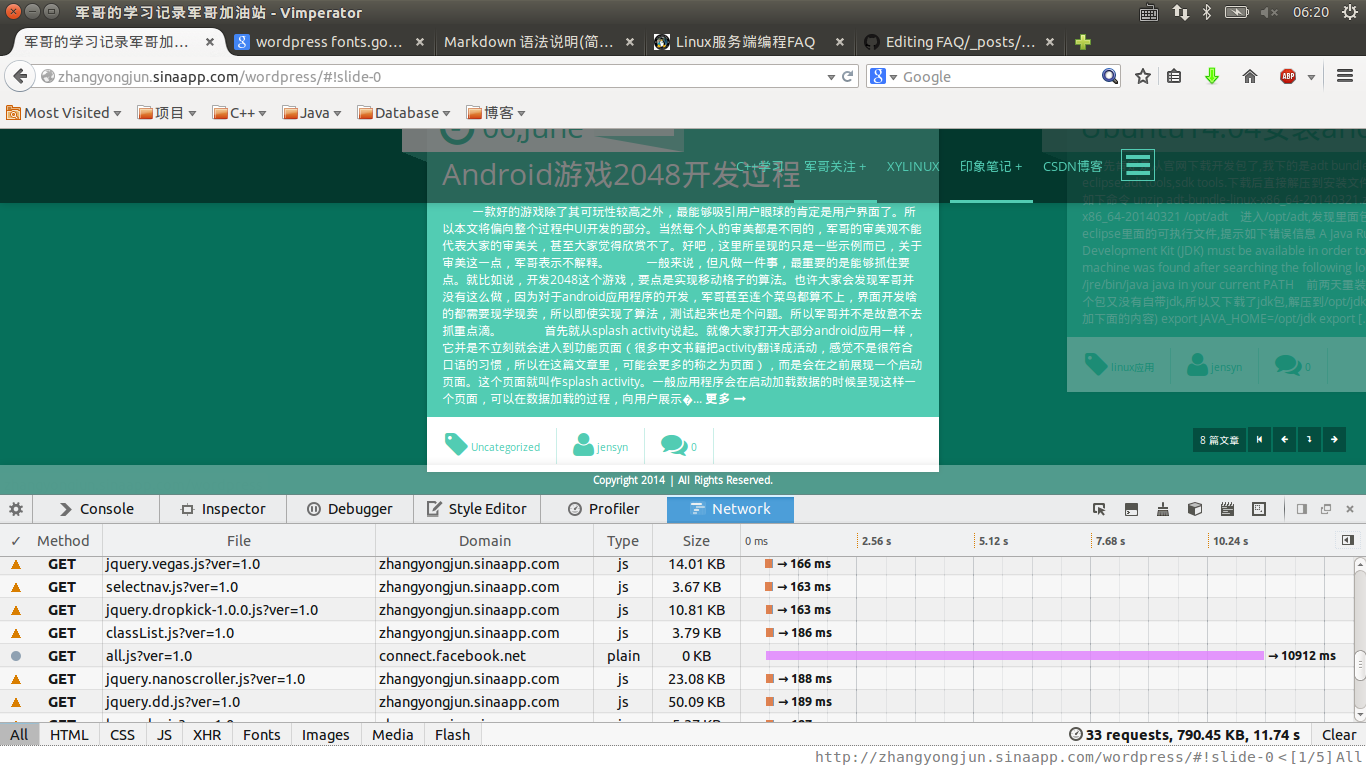 军哥的学习记录军哥加油站 - Vimperator
06:20
军哥的学习记录军哥加... ×
wordpress fonts.go... ×
Markdown 语法说明(简... ×
Linux服务端编程FAQ ×
Editing FAQ/_posts/... ×
zhangyongjun.sinaapp.com/wordpress/#!slide-0
Google
ABP
Most Visited
项目
C++
Java
Database
博客
06,june
Android游戏2048开发过程
C++学习
军哥关注 +
XYLINUX
印象笔记 +
CSDN博客
一款好的游戏除了其可玩性较高之外，最能够吸引用户眼球的肯定是用户界面了。所
以本文将偏向整个过程中UI开发的部分。当然每个人的审美都是不同的，军哥的审美观不能
代表大家的审美关，甚至大家觉得欣赏不了。好吧，这里所呈现的只是一些示例而已，关于
审美这一点，军哥表示不解释。 一般来说，但凡做一件事，最重要的是能够抓住要
点。就比如说，开发2048这个游戏，要点是实现移动格子的算法。也许大家会发现军哥并
没有这么做，因为对于android应用程序的开发，军哥甚至连个菜鸟都算不上，界面开发啥
的都需要现学现卖，所以即使实现了算法，测试起来也是个问题。所以军哥并不是故意不去
抓重点滴。 首先就从splash activity说起。就像大家打开大部分android应用一样，
它并是不立刻就会进入到功能页面（很多中文书籍把activity翻译成活动，感觉不是很符合
口语的习惯，所以在这篇文章里，可能会更多的称之为页面），而是会在之前展现一个启动
页面。这个页面就叫作splash activity。一般应用程序会在启动加载数据的时候呈现这样一
个页面，可以在数据加载的过程，向用户展示�... 更多 →
Uncategorized
jensyn
0
x86_64-20140321 /opt/adt 进入/opt/adt,发现里面包
eclipse里面的可执行文件,提示如下错误信息 A Java Ru
Development Kit (JDK) must be available in order to
machine was found after searching the following lo
/jre/bin/java java in your current PATH 前两天重装
个包又没有自带jdk,所以又下载了jdk包,解压到/opt/jdk
加下面的内容) export JAVA_HOME=/opt/jdk export [...
linux应用
jensyn
0
8 篇文章
Copyright 2014 | All Rights Reserved.
Console
Inspector
Debugger
Style Editor
Profiler
Network
✓ Method File Domain Type Size 0 ms 2.56 s 5.12 s 7.68 s 10.24 s
GET jquery.vegas.js?ver=1.0 zhangyongjun.sinaapp.com js 14.01 KB → 166 ms
GET selectnav.js?ver=1.0 zhangyongjun.sinaapp.com js 3.67 KB → 163 ms
GET jquery.dropkick-1.0.0.js?ver=1.0 zhangyongjun.sinaapp.com js 10.81 KB → 163 ms
GET classList.js?ver=1.0 zhangyongjun.sinaapp.com js 3.79 KB → 186 ms
GET all.js?ver=1.0 connect.facebook.net plain 0 KB → 10912 ms
GET jquery.nanoscroller.js?ver=1.0 zhangyongjun.sinaapp.com js 23.08 KB → 188 ms
GET jquery.dd.js?ver=1.0 zhangyongjun.sinaapp.com js 50.09 KB → 189 ms
All HTML CSS JS XHR Fonts Images Media Flash
33 requests, 790.45 KB, 11.74 s
Clear
http://zhangyongjun.sinaapp.com/wordpress/#!slide-0 < [1/5] All